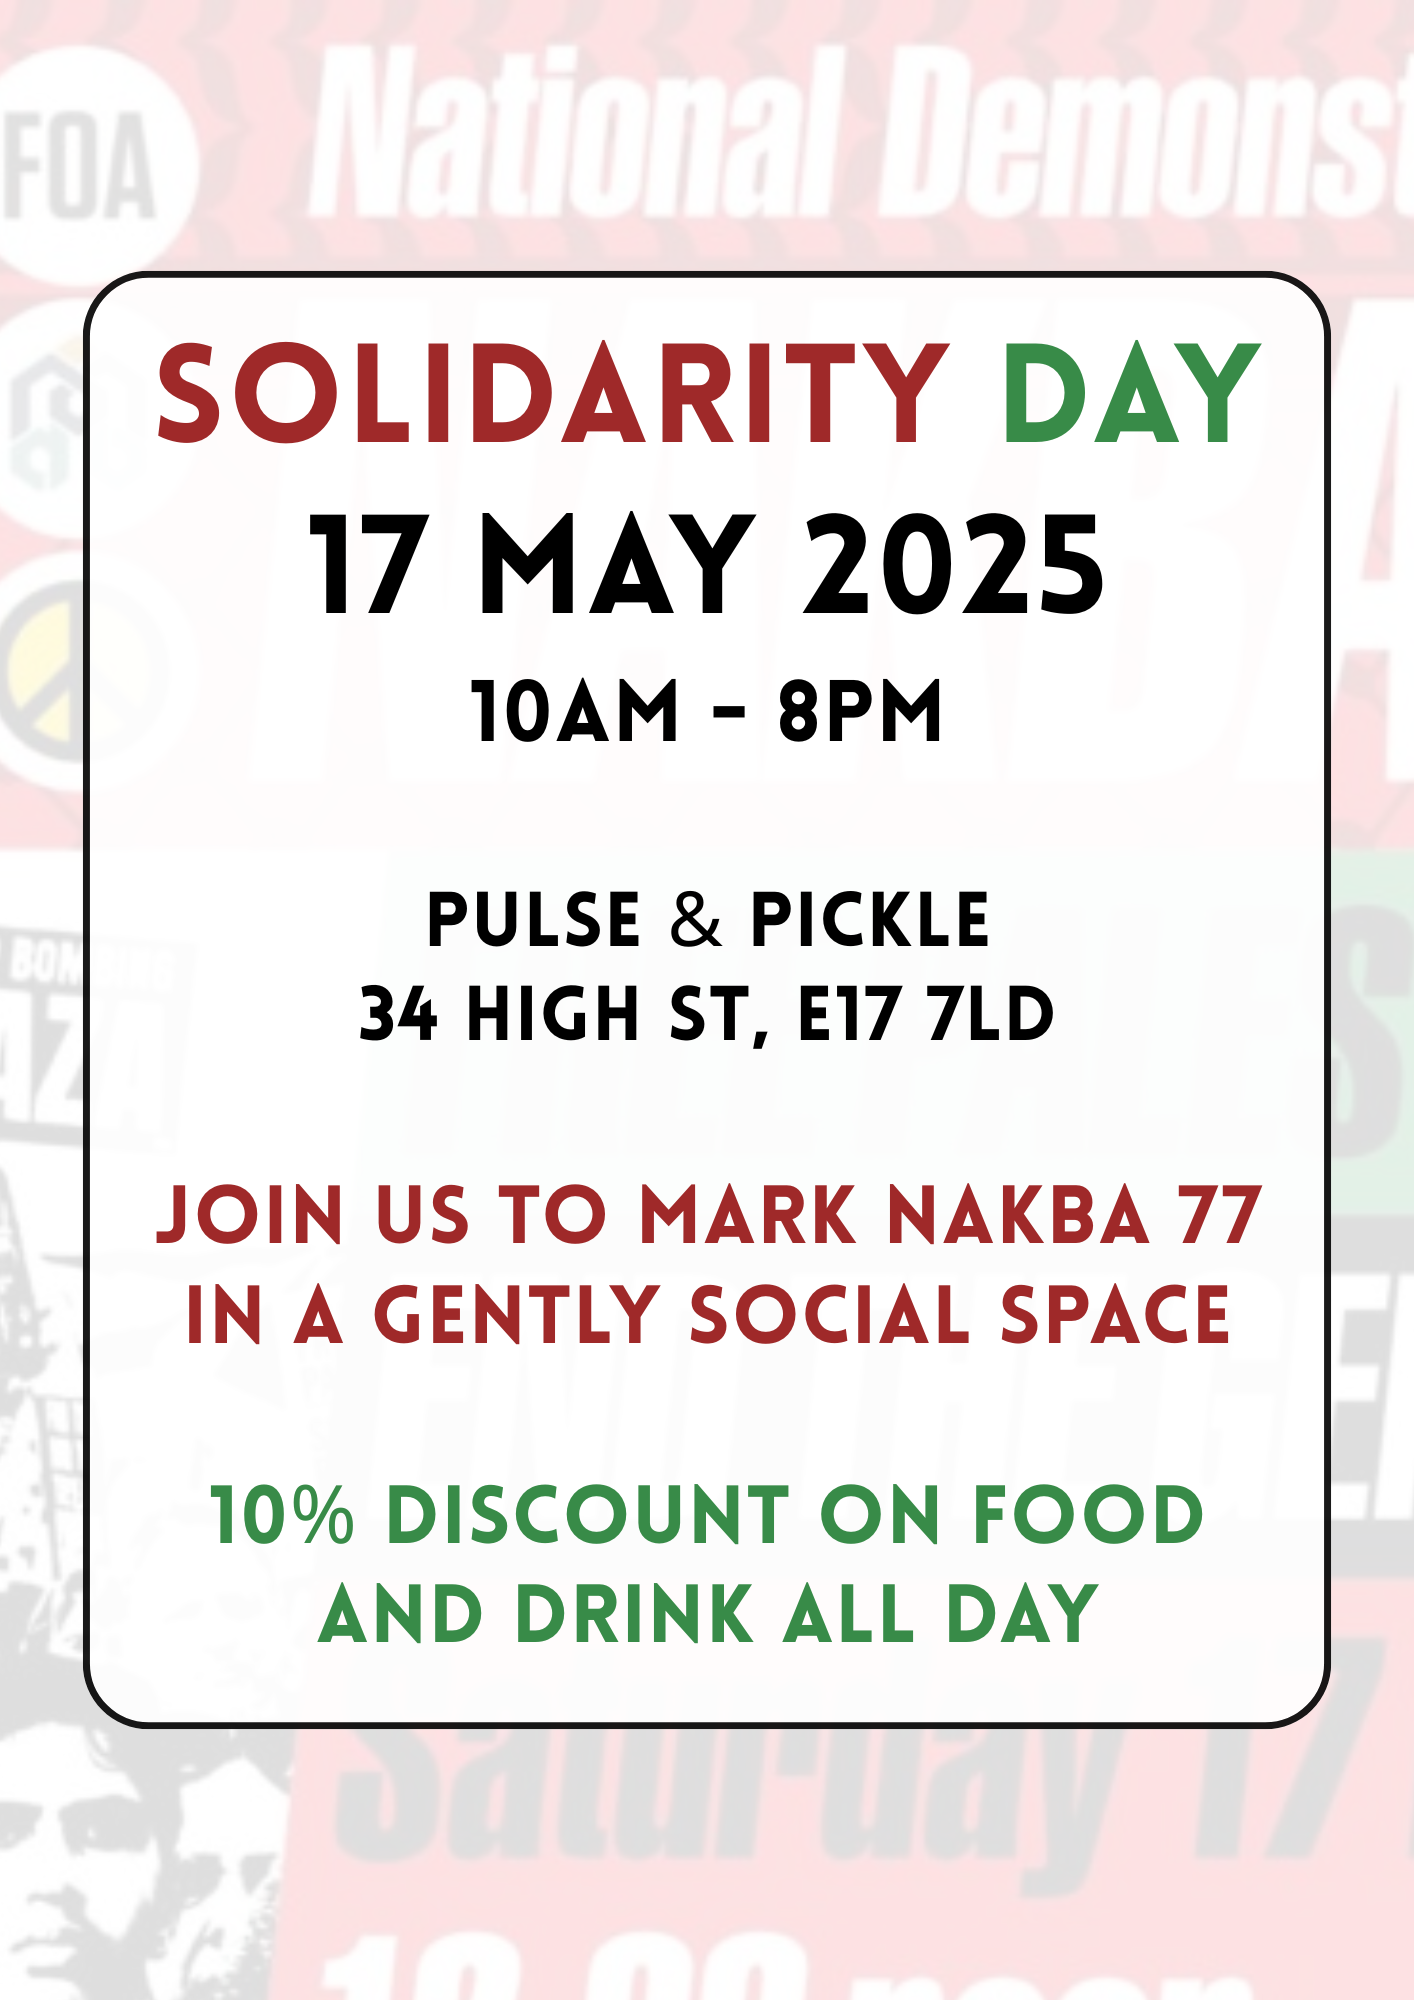 FOA
National Demonst
SOLIDARITY DAY
17 MAY 2025
10AM - 8PM
PULSE & PICKLE
34 HIGH ST, E17 7LD
JOIN US TO MARK NAKBA 77
IN A GENTLY SOCIAL SPACE
10% DISCOUNT ON FOOD
AND DRINK ALL DAY
Saturday 17